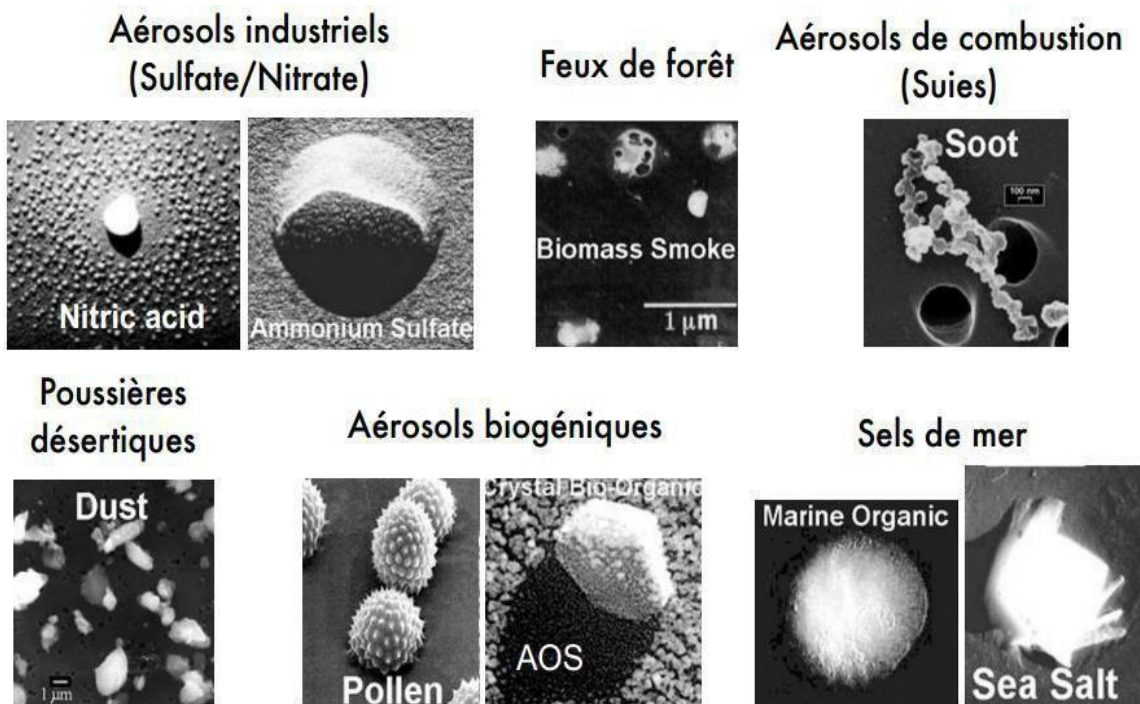 Aérosols industriels
(Sulfate/Nitrate)
Feux de forêt
Aérosols de combustion
(Suies)
Nitric acid
Ammonium Sulfate
Biomass Smoke
1 µm
Soot
100 nm
Poussières
désertiques
Aérosols biogéniques
Sels de mer
Dust
1 µm
Pollen
Crystal Bio-Organic
AOS
Marine Organic
Sea Salt